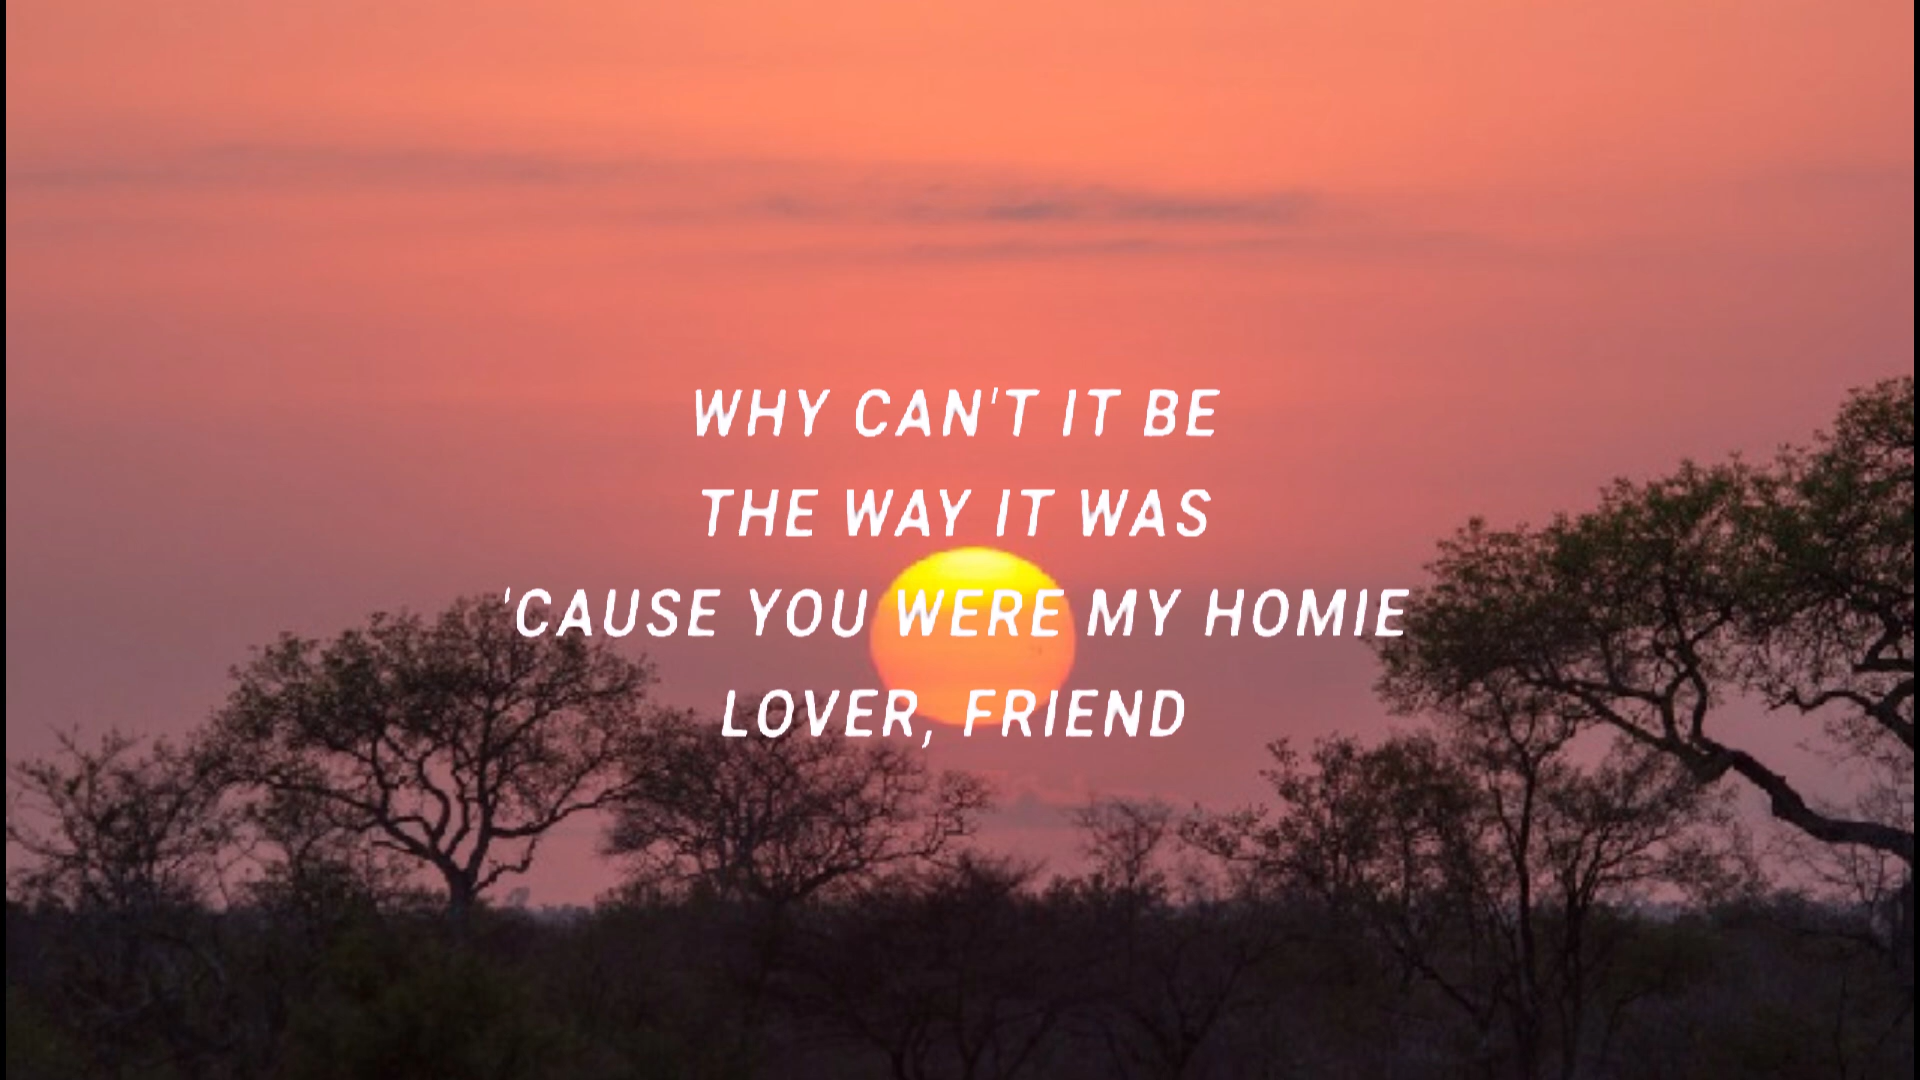 WHY CAN'T IT BE
THE WAY IT WAS
'CAUSE YOU WERE MY HOMIE
LOVER, FRIEND